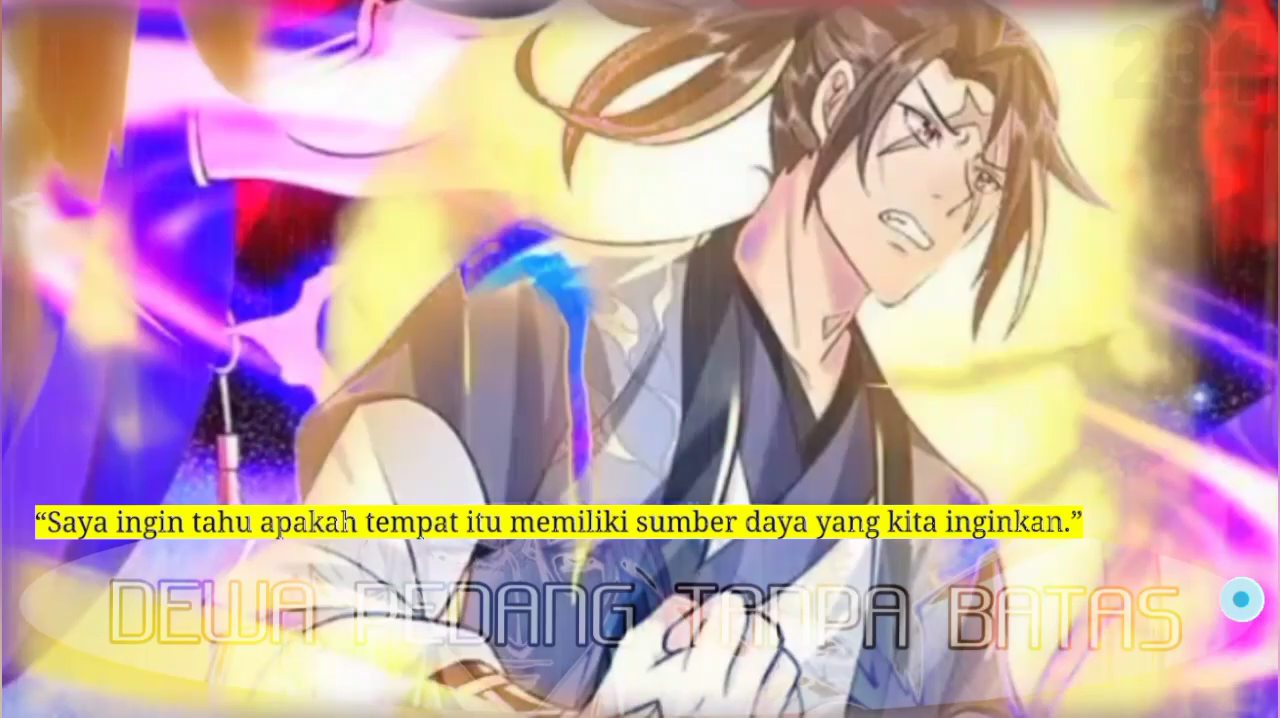 “Saya ingin tahu apakah tempat itu memiliki sumber daya yang kita inginkan.”
DEWA PEDANG TANPA BATAS